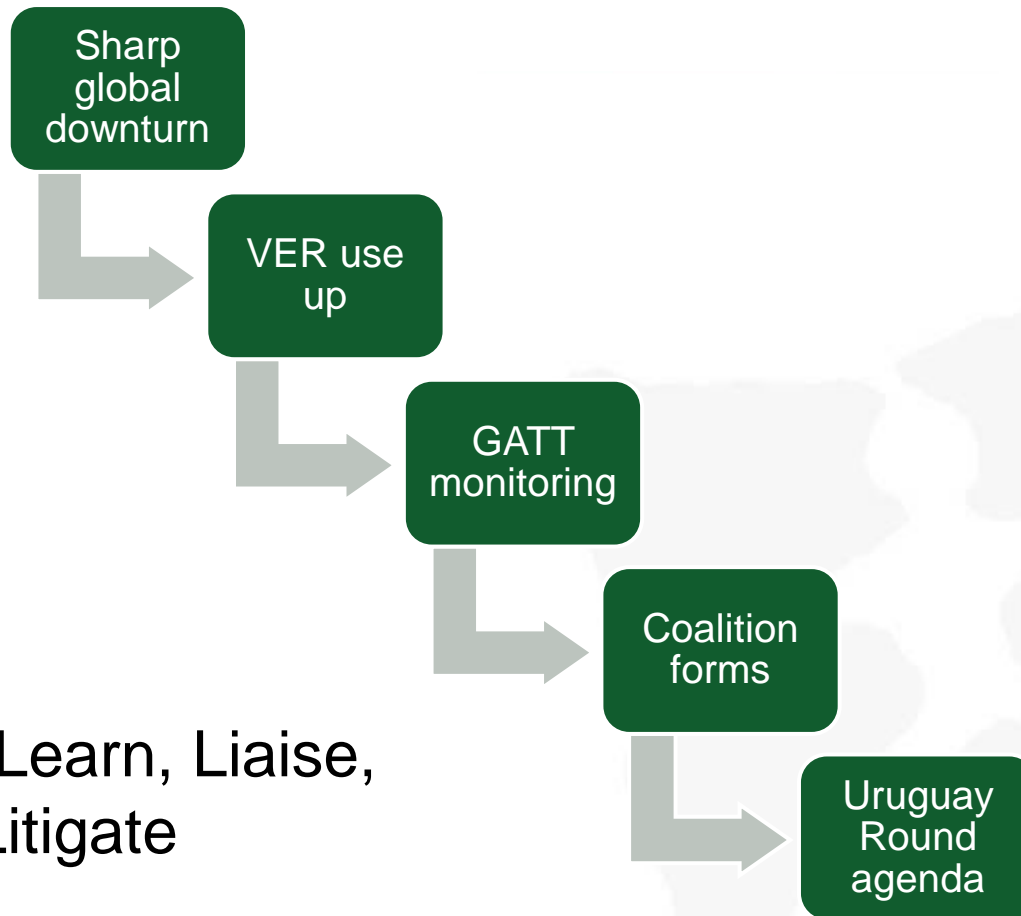 Sharp
global
downturn
VER use
up
GATT
monitoring
Coalition
forms
Learn, Liaise,
Litigate
Uruguay
Round
agenda